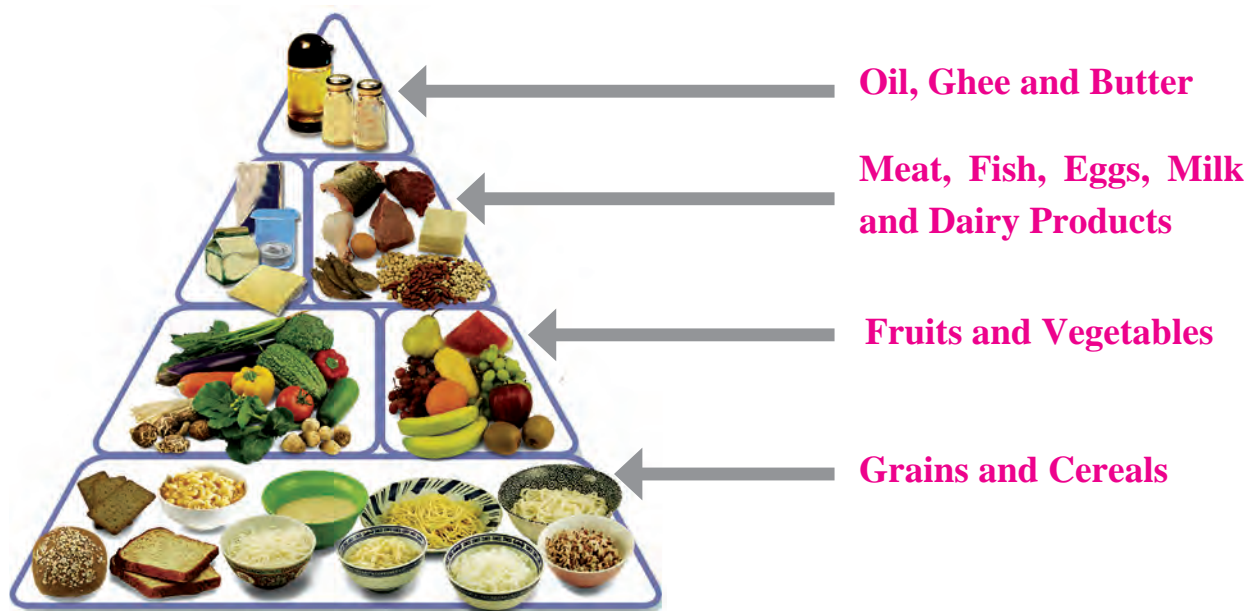 Oil, Ghee and Butter
Meat, Fish, Eggs, Milk
and Dairy Products
Fruits and Vegetables
Grains and Cereals